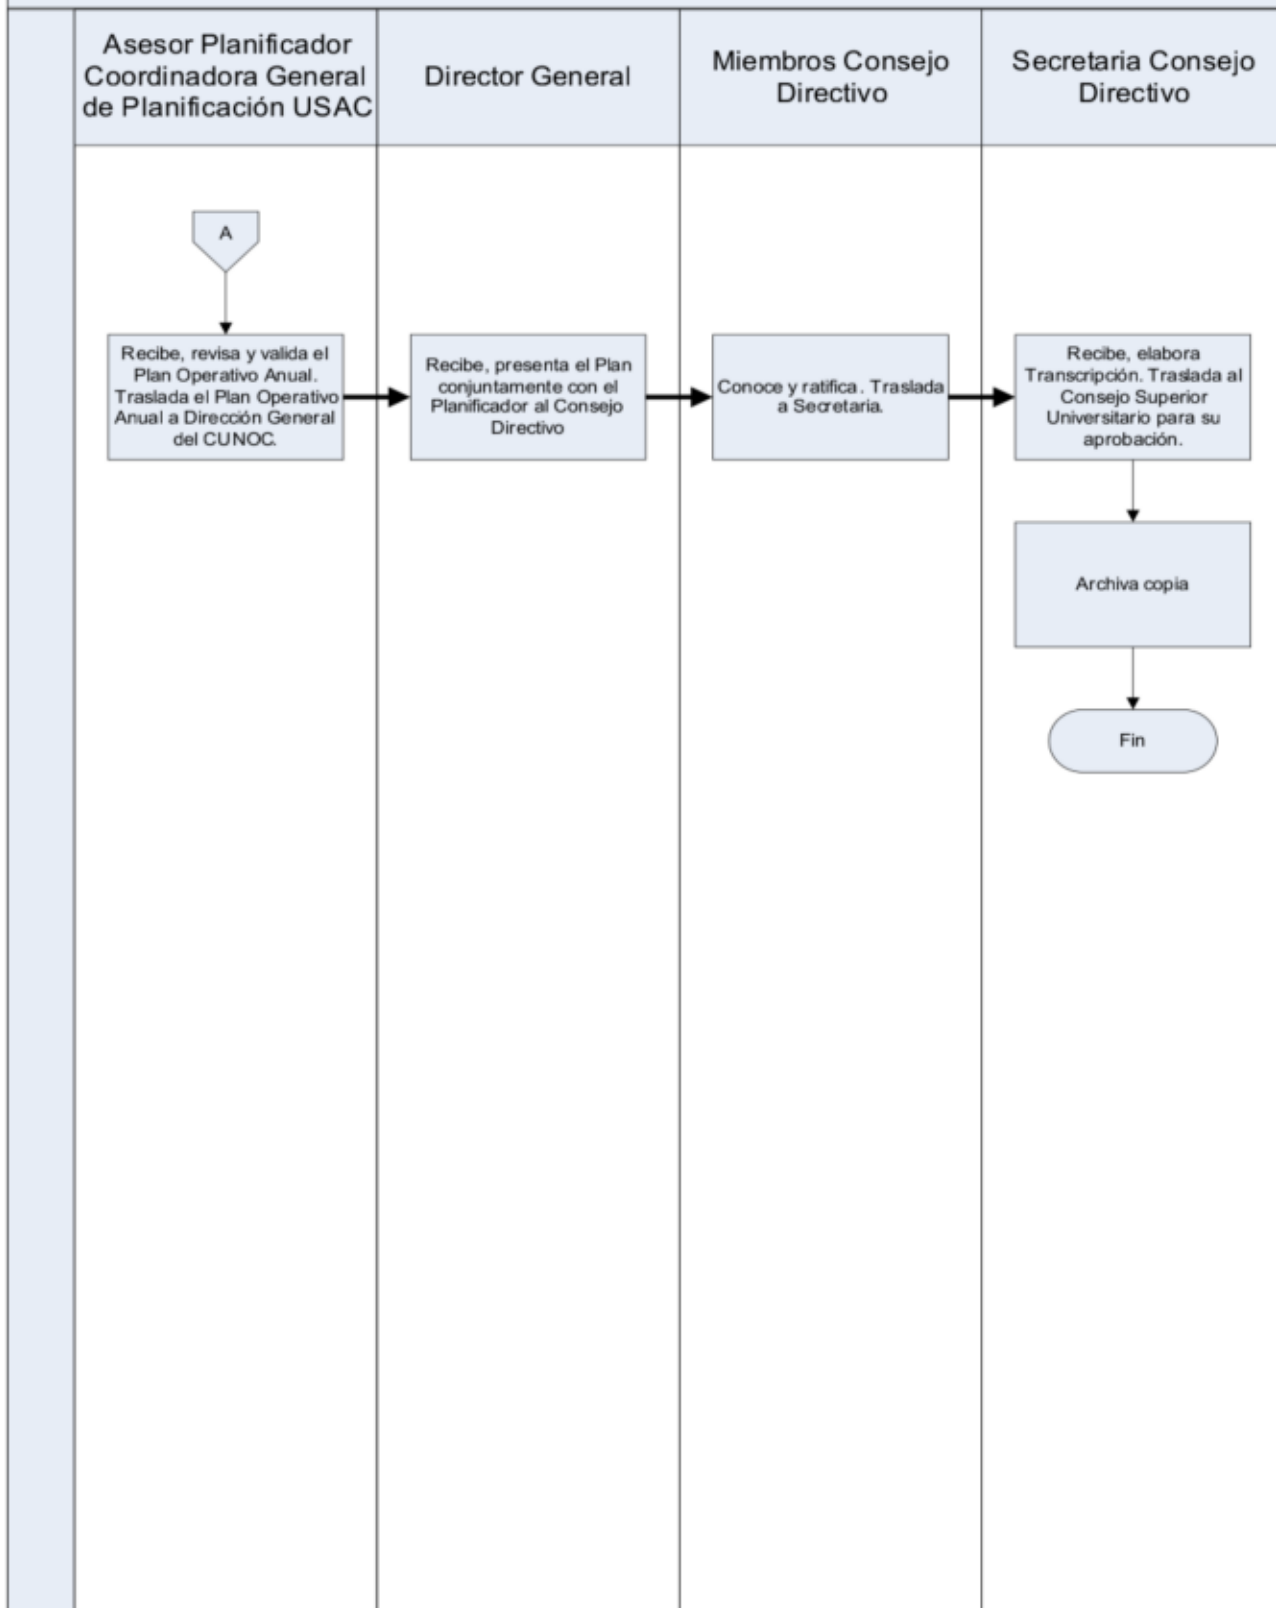 Asesor Planificador
Coordinadora General
de Planificación USAC
Director General
Miembros Consejo
Directivo
Secretaria Consejo
Directivo
A
Recibe, revisa y valida el
Plan Operativo Anual.
Traslada el Plan Operativo
Anual a Dirección General
del CUNOC.
Recibe, presenta el Plan
conjuntamente con el
Planificador al Consejo
Directivo
Conoce y ratifica. Traslada
a Secretaria.
Recibe, elabora
Transcripción. Traslada al
Consejo Superior
Universitario para su
aprobación.
Archiva copia
Fin